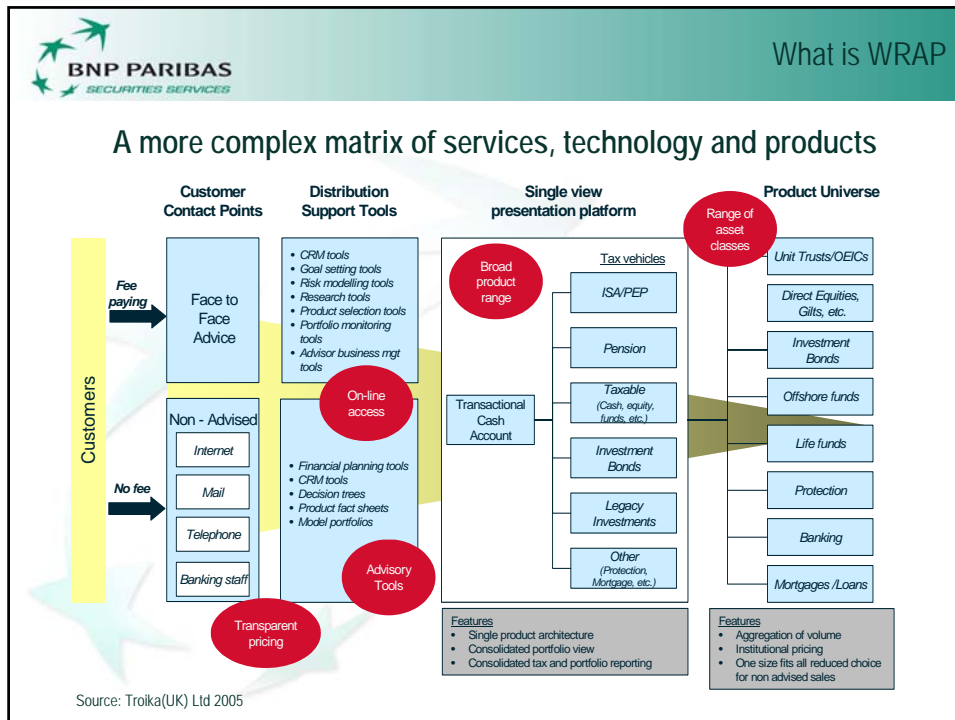 BNP PARIBAS
SECURITIES SERVICES
What is WRAP
A more complex matrix of services, technology and products
Customer
Contact Points
Distribution
Support Tools
Single view
presentation platform
Product Universe
Customers
Fee
paying
No fee
Face to
Face
Advice
Non - Advised
Internet
Mail
Telephone
Banking staff
Transparent
pricing
• CRM tools
• Goal setting tools
• Risk modelling tools
• Research tools
• Product selection tools
• Portfolio monitoring
tools
• Advisor business mgt
tools
On-line
access
• Financial planning tools
• CRM tools
• Decision trees
• Product fact sheets
• Model portfolios
Advisory
Tools
Broad
product
range
Tax vehicles
Transactional
Cash
Account
ISA/PEP
Pension
Taxable
(Cash, equity,
funds, etc.)
Investment
Bonds
Legacy
Investments
Other
(Protection,
Mortgage, etc.)
Range of
asset
classes
Unit Trusts/OEICs
Direct Equities,
Gilts, etc.
Investment
Bonds
Offshore funds
Life funds
Protection
Banking
Mortgages /Loans
Features
• Single product architecture
• Consolidated portfolio view
• Consolidated tax and portfolio reporting
Features
• Aggregation of volume
• Institutional pricing
• One size fits all reduced choice
for non advised sales
Source: Troika(UK) Ltd 2005